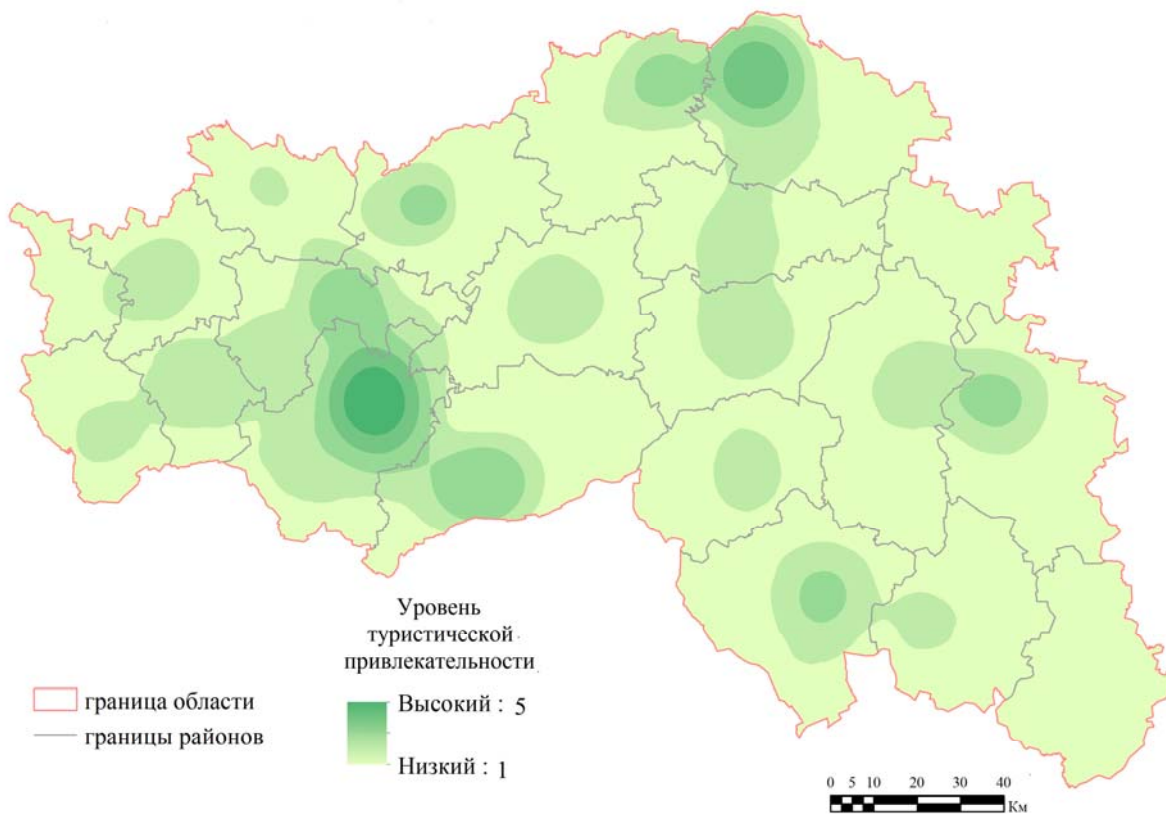 Уровень
туристической
привлекательности
граница области
границы районов
Высокий : 5
Низкий : 1
0 5 10 20 30 40
Км